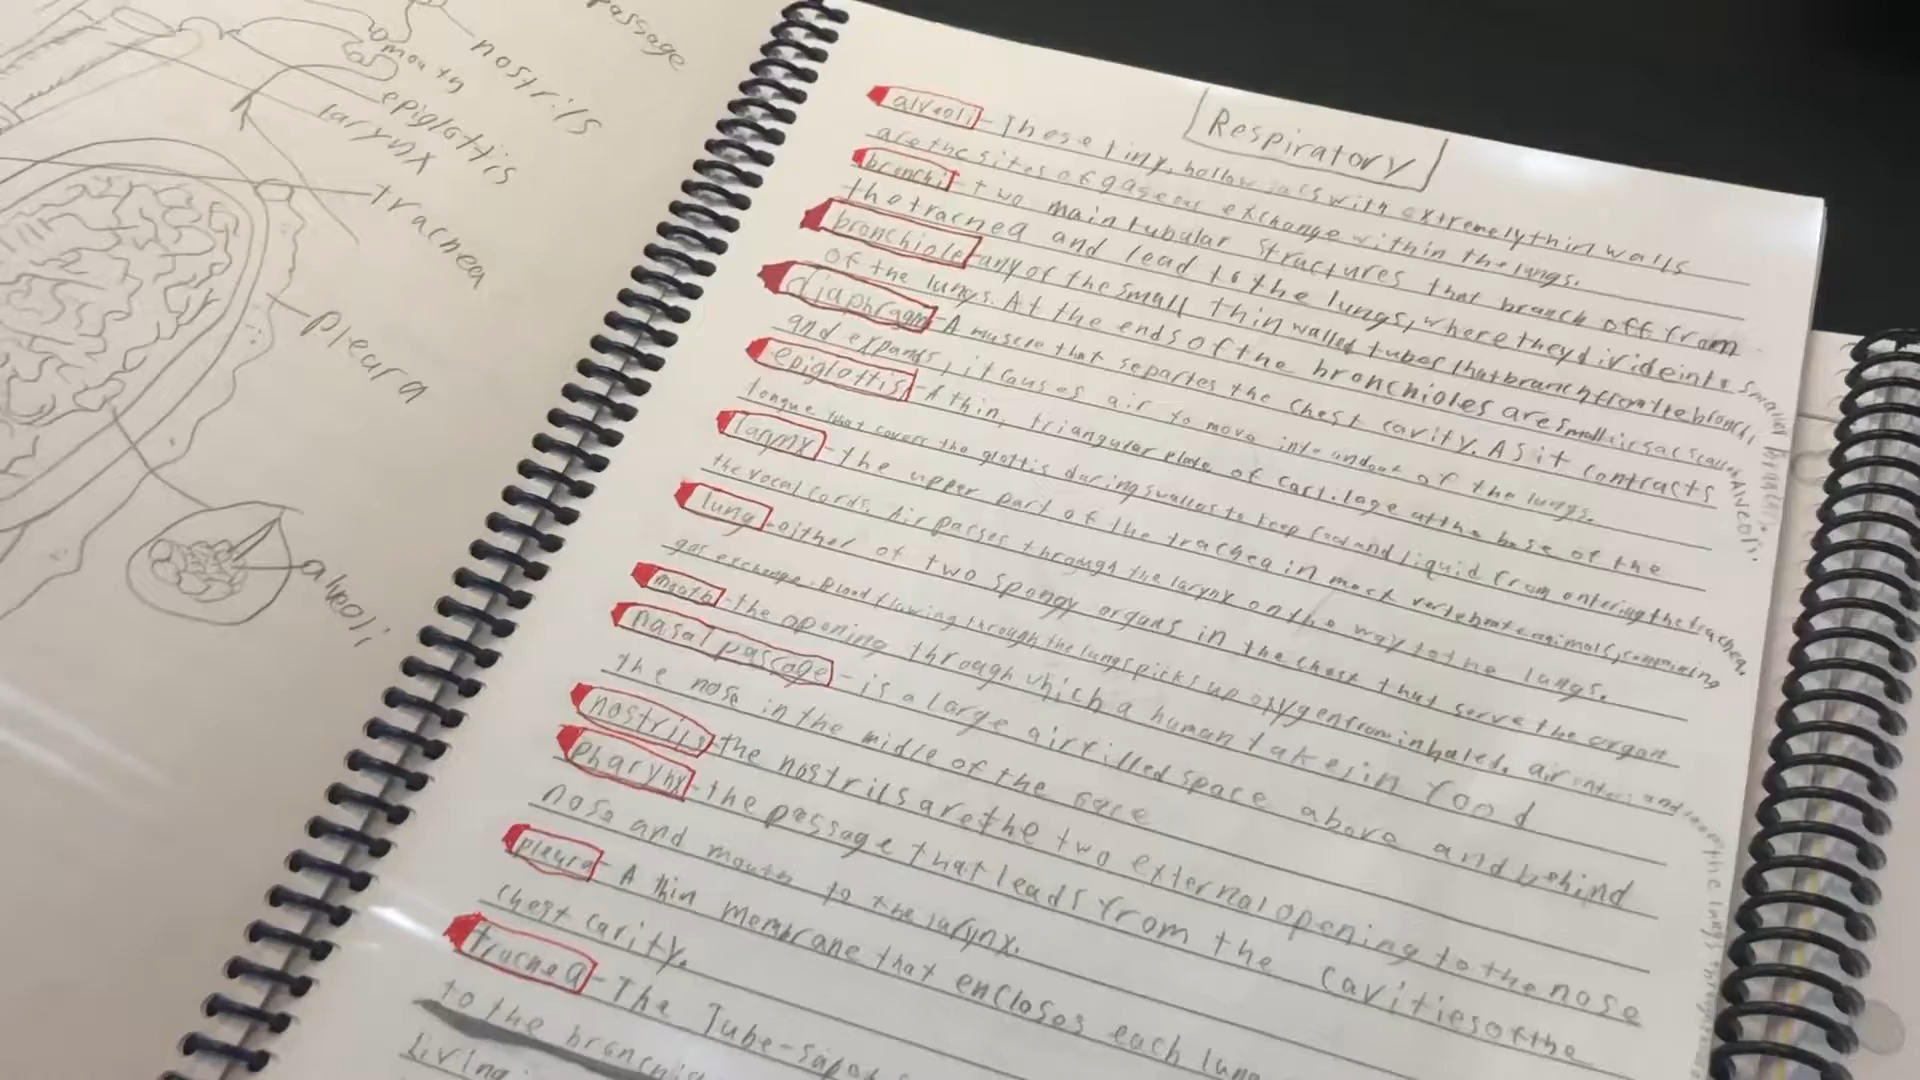 passage
nostrils
mouth
epiglottis
larynx
trachea
pleura
alveoli
Respiratory
alveoli - These tiny, hollow sacs with extremely thin walls
are the sites of gaseous exchange within the lungs.
bronchi - two main tubular structures that branch off from
the trachea and lead to the lungs, where they divide into smaller
bronchiole - any of the small thin walled tubes that branch from the bronchi
of the lungs. At the ends of the bronchioles are small air sacs called
diaphragm - A muscle that separtes the chest cavity. As it contracts
and expands, it causes air to move into and out of the lungs.
epiglottis - A thin, triangular plate of cartilage at the base of the
tongue that covers the glottis during swallos to keep food and liquid from entering the trachea.
larynx - the upper part of the trachea in most vertebrate animals, containing
the vocal cords. Air passes through the larynx on the way to the lungs.
lung - either of two spongy organs in the chest that serve the organ
gas exchange. Blood flowing through the lungs picks up oxygen from inhaled air
mouth - the opening through which a human takes in food
nasal passage - is a large air filled space above and behind
the nose in the midle of the face
nostrils - the nostrils are the two external opening to the nose
pharynx - the passage that leads from the cavities of the
nose and mouth to the larynx.
pleura - A thin membrane that encloses each lung
chest cavity.
trachea - The Tube-
to the
living